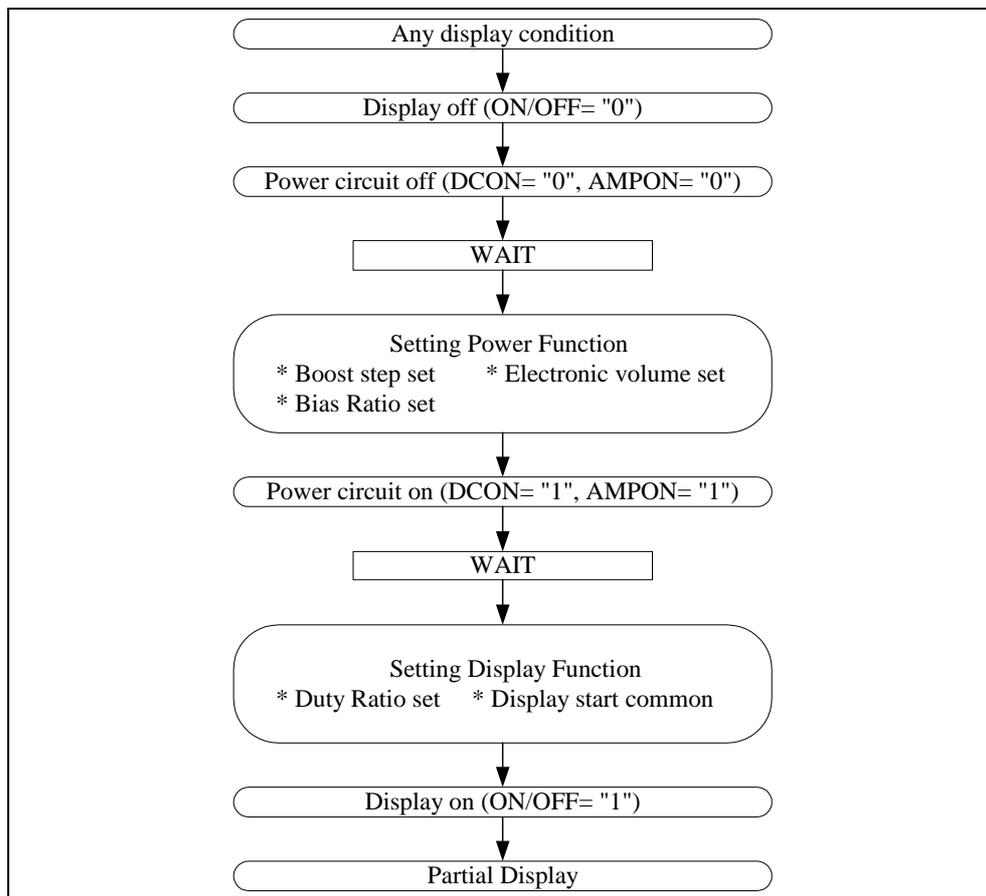 Any display condition
Display off (ON/OFF= "0")
Power circuit off (DCON= "0", AMPON= "0")
WAIT
Setting Power Function
* Boost step set * Electronic volume set
* Bias Ratio set
Power circuit on (DCON= "1", AMPON= "1")
WAIT
Setting Display Function
* Duty Ratio set * Display start common
Display on (ON/OFF= "1")
Partial Display